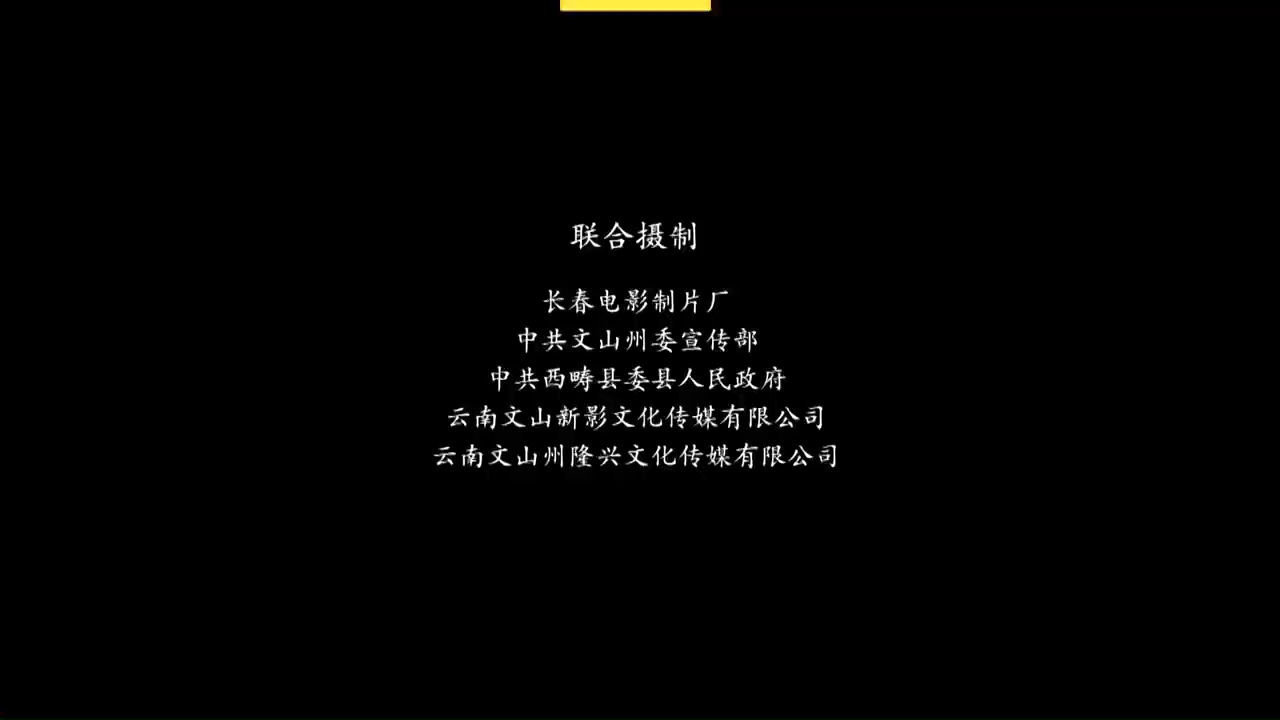 联合摄制
长春电影制片厂
中共文山州委宣传部
中共西畴县委县人民政府
云南文山新影文化传媒有限公司
云南文山州隆兴文化传媒有限公司